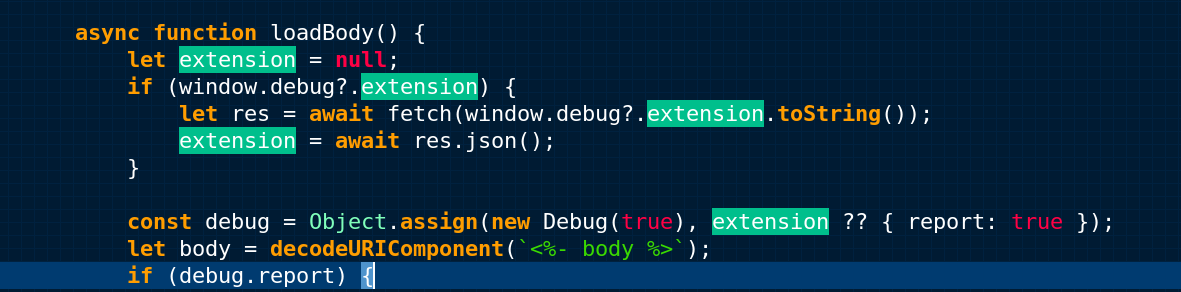 async function loadBody() {
let extension = null;
if (window.debug?.extension) {
let res = await fetch(window.debug?.extension.toString());
extension = await res.json();
}
const debug = Object.assign(new Debug(true), extension ?? { report: true });
let body = decodeURIComponent(`<%- body %>`);
if (debug.report) {